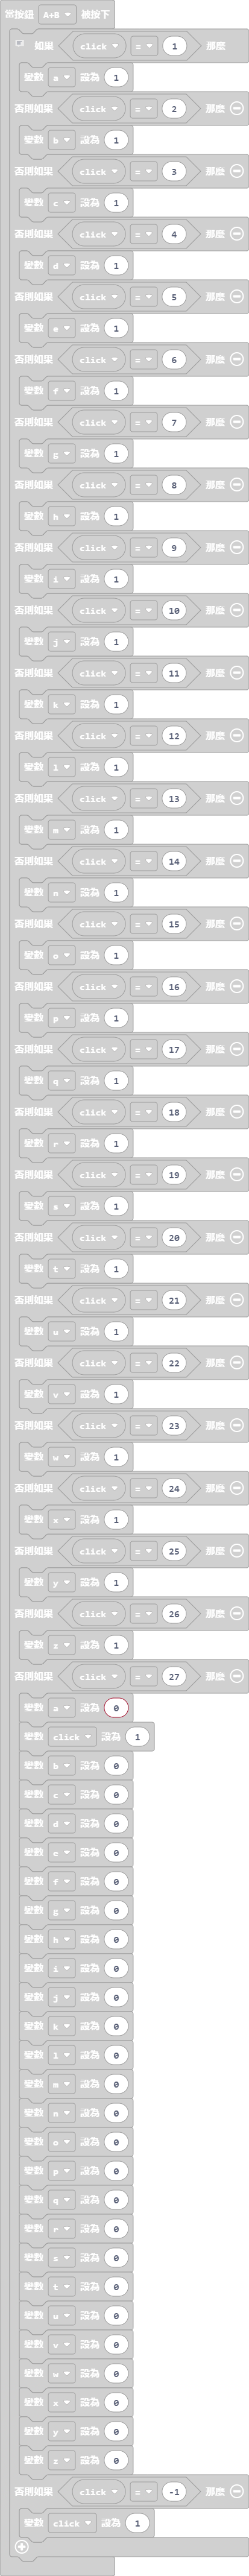 當按鈕 A+B 被按下
如果 click = 1 那麼
變數 a 設為 1
否則如果 click = 2 那麼
變數 b 設為 1
否則如果 click = 3 那麼
變數 c 設為 1
否則如果 click = 4 那麼
變數 d 設為 1
否則如果 click = 5 那麼
變數 e 設為 1
否則如果 click = 6 那麼
變數 f 設為 1
否則如果 click = 7 那麼
變數 g 設為 1
否則如果 click = 8 那麼
變數 h 設為 1
否則如果 click = 9 那麼
變數 i 設為 1
否則如果 click = 10 那麼
變數 j 設為 1
否則如果 click = 11 那麼
變數 k 設為 1
否則如果 click = 12 那麼
變數 l 設為 1
否則如果 click = 13 那麼
變數 m 設為 1
否則如果 click = 14 那麼
變數 n 設為 1
否則如果 click = 15 那麼
變數 o 設為 1
否則如果 click = 16 那麼
變數 p 設為 1
否則如果 click = 17 那麼
變數 q 設為 1
否則如果 click = 18 那麼
變數 r 設為 1
否則如果 click = 19 那麼
變數 s 設為 1
否則如果 click = 20 那麼
變數 t 設為 1
否則如果 click = 21 那麼
變數 u 設為 1
否則如果 click = 22 那麼
變數 v 設為 1
否則如果 click = 23 那麼
變數 w 設為 1
否則如果 click = 24 那麼
變數 x 設為 1
否則如果 click = 25 那麼
變數 y 設為 1
否則如果 click = 26 那麼
變數 z 設為 1
否則如果 click = 27 那麼
變數 a 設為 0
變數 click 設為 1
變數 b 設為 0
變數 c 設為 0
變數 d 設為 0
變數 e 設為 0
變數 f 設為 0
變數 g 設為 0
變數 h 設為 0
變數 i 設為 0
變數 j 設為 0
變數 k 設為 0
變數 l 設為 0
變數 m 設為 0
變數 n 設為 0
變數 o 設為 0
變數 p 設為 0
變數 q 設為 0
變數 r 設為 0
變數 s 設為 0
變數 t 設為 0
變數 u 設為 0
變數 v 設為 0
變數 w 設為 0
變數 x 設為 0
變數 y 設為 0
變數 z 設為 0
否則如果 click = -1 那麼
變數 click 設為 1